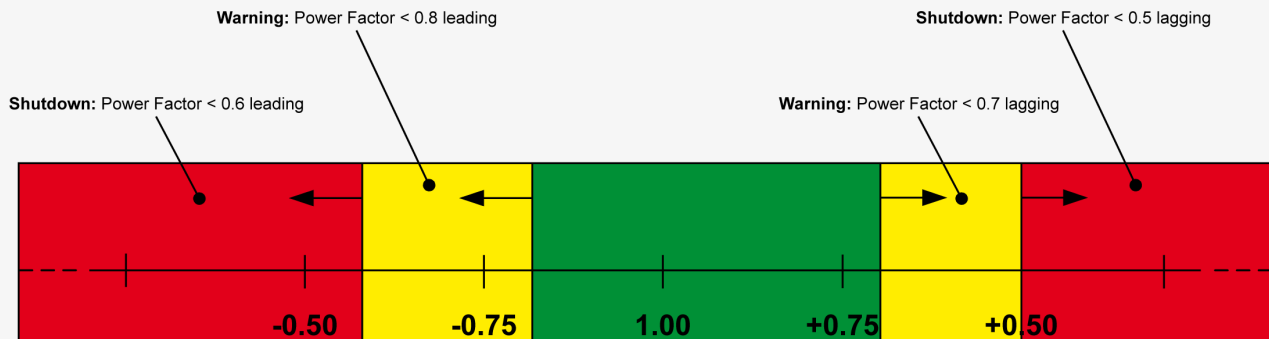 Warning: Power Factor < 0.8 leading
Shutdown: Power Factor < 0.5 lagging
Shutdown: Power Factor < 0.6 leading
Warning: Power Factor < 0.7 lagging
-0.50 -0.75 1.00 +0.75 +0.50